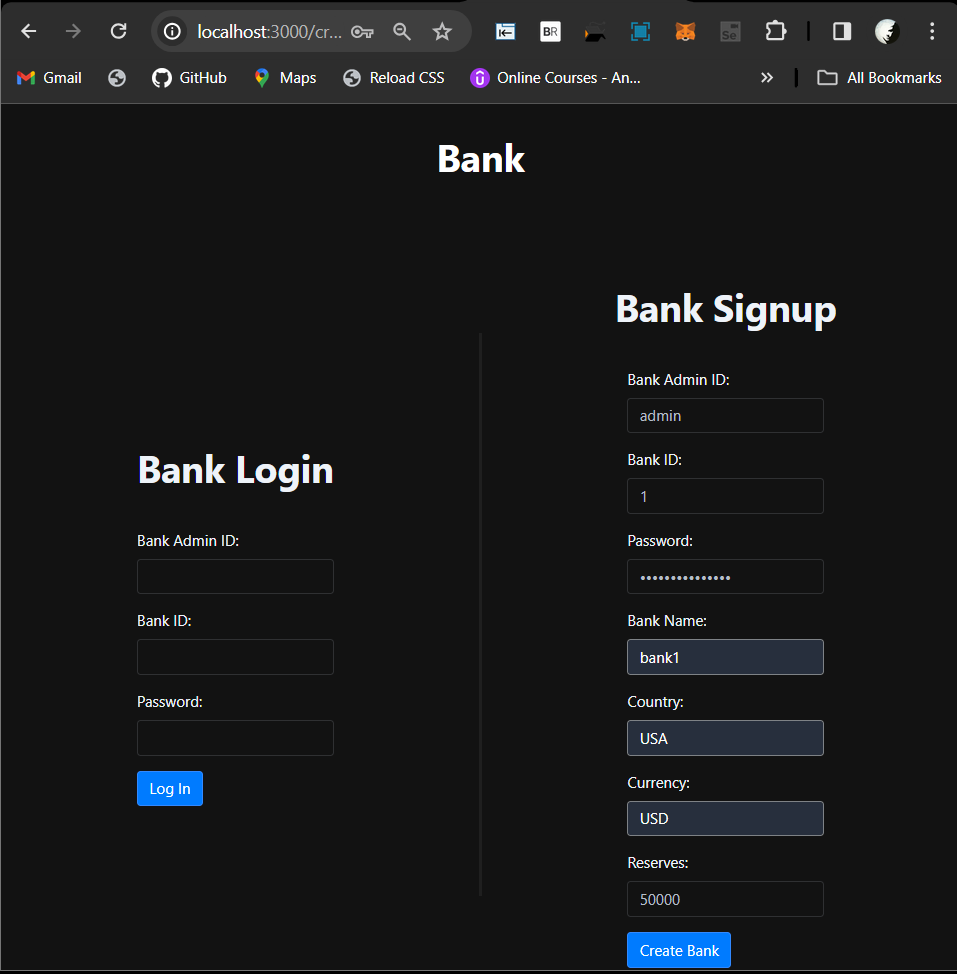 localhost:3000/cr...
BR
Se
Gmail
GitHub
Maps
Reload CSS
Online Courses - An...
All Bookmarks
Bank
Bank Login
Bank Admin ID:
Bank ID:
Password:
Log In
Bank Signup
Bank Admin ID:
admin
Bank ID:
1
Password:
•••••••••••••••
Bank Name:
bank1
Country:
USA
Currency:
USD
Reserves:
50000
Create Bank